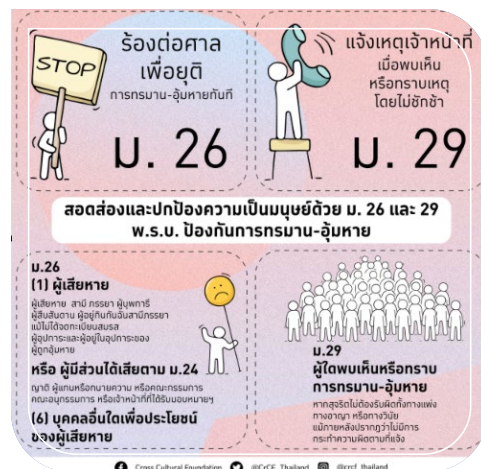 STOP
ร้องต่อศาล
เพื่อยุติ
การทรมาน-อุ้มหายทันที
ม. 26
แจ้งเหตุเจ้าหน้าที่
เมื่อพบเห็น
หรือทราบเหตุ
โดยไม่ชักช้า
ม. 29
สอดส่องและปกป้องความเป็นมนุษย์ด้วย ม. 26 และ 29
พ.ร.บ. ป้องกันการทรมาน-อุ้มหาย
ม.26
(1) ผู้เสียหาย
ผู้เสียหาย สามี ภรรยา ผู้บุพการี
ผู้สืบสันดาน ผู้อยู่กินกันฉันสามีภรรยา
แม้ไม่ได้จดทะเบียนสมรส
ผู้อุปการะและผู้อยู่ในอุปการะของ
ผู้ถูกอุ้มหาย
หรือ ผู้มีส่วนได้เสียตาม ม.24
ญาติ ผู้แทนหรือทนายความ หรือคณะกรรมการ
คณะอนุกรรมการ หรือเจ้าหน้าที่ที่ได้รับมอบหมายฯ
(6) บุคคลอื่นใดเพื่อประโยชน์
ของผู้เสียหาย
ม.29
ผู้ใดพบเห็นหรือทราบ
การทรมาน-อุ้มหาย
หากสุจริตไม่ต้องรับผิดทั้งทางแพ่ง
ทางอาญา หรือทางวินัย
แม้ภายหลังปรากฏว่าไม่มีการ
กระทำความผิดตามที่แจ้ง
Cross Cultural Foundation @CrCF_Thailand @crcf_thailand